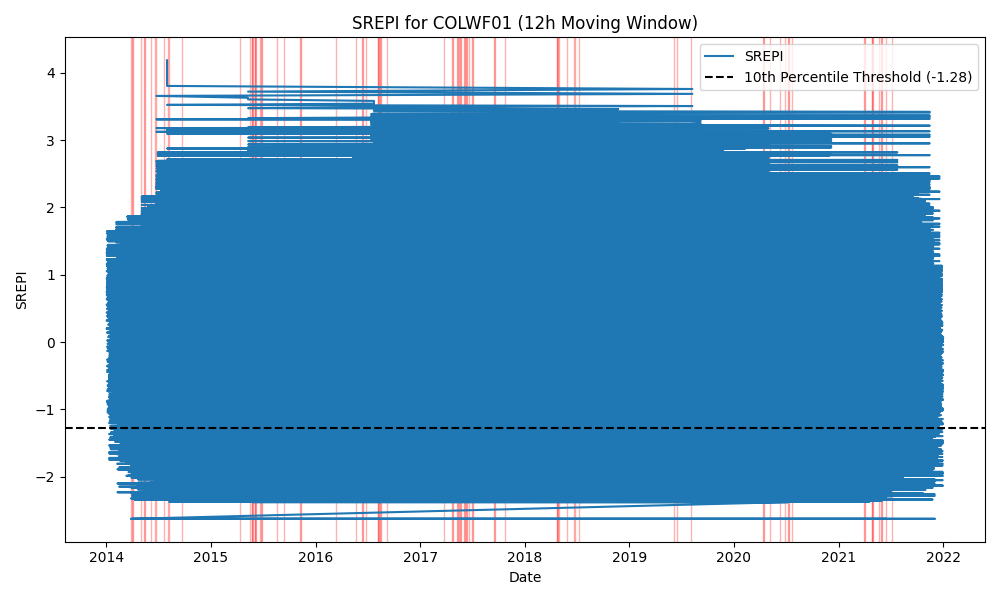 SREPI for COLWF01 (12h Moving Window)
SREPI
10th Percentile Threshold (-1.28)
4
3
2
1
0
−1
−2
SREPI
2014 2015 2016 2017 2018 2019 2020 2021 2022
Date